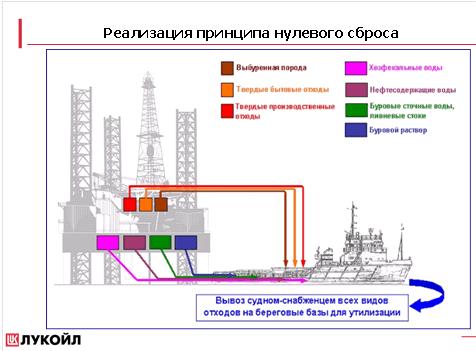 Реализация принципа нулевого сброса
Выбуренная порода
Твердые бытовые отходы
Твердые производственные
отходы
Хозфекальные воды
Нефтесодержащие воды
Буровые сточные воды,
ливневые стоки
Буровой раствор
Вывоз судном-снабженцем всех видов
отходов на береговые базы для утилизации
ЛУКОЙЛ